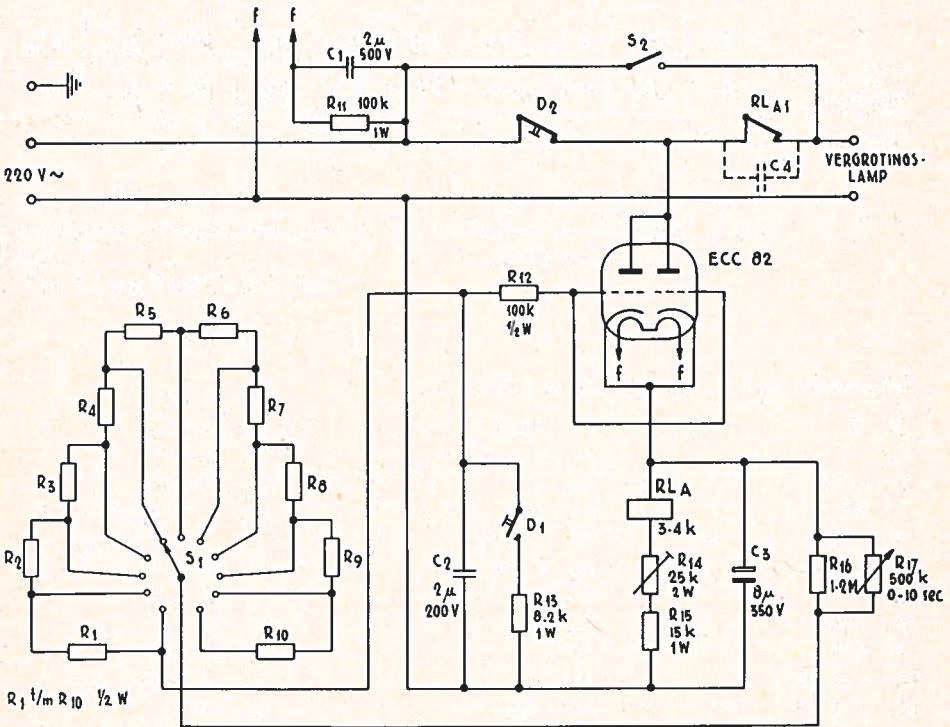 f
f
C1
2µ
500 V
R11 100 k
1W
S2
D2
RL A1
C4
220 V ~
VERGROTINGS-
LAMP
ECC 82
R12
100k
1/2 W
f
f
R5
R6
R4
R7
R3
R8
R2
S1
R9
R1
R10
R1 t/m R10 1/2 W
C2
2µ
200 V
D1
R13
8.2 k
1 W
RL A
3.4 k
R14
25 k
2 W
R15
15 k
1 W
C3
8µ
350 V
R16
1.2M
R17
500 k
0-10 sec